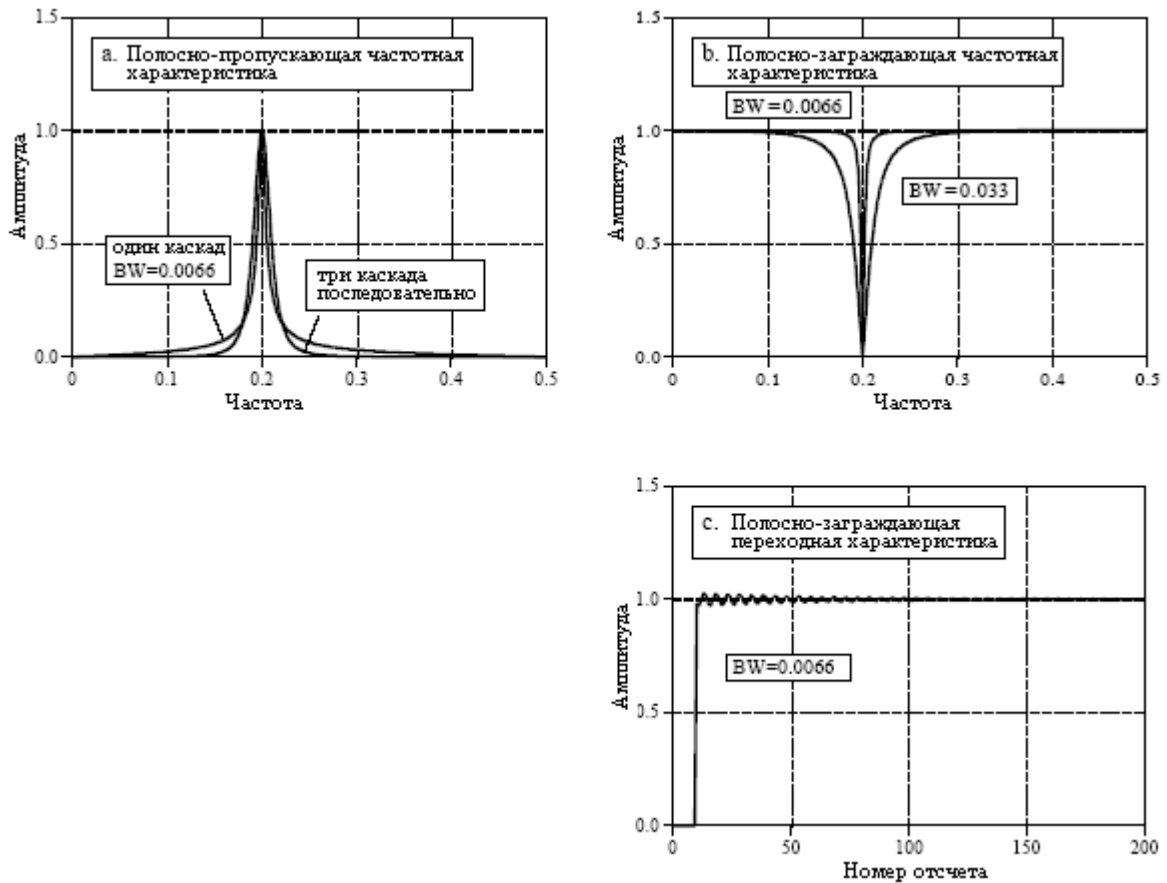 1.5
a. Полосно-пропускающая частотная
характеристика
1.0
Амплитуда
один каскад
BW=0.0066
0.5
три каскада
последовательно
0.0
0
0.1
0.2
0.3
0.4
0.5
Частота
1.5
b. Полосно-заграждающая частотная
характеристика
BW=0.0066
1.0
Амплитуда
BW=0.033
0.5
0.0
0
0.1
0.2
0.3
0.4
0.5
Частота
1.5
c. Полосно-заграждающая
переходная характеристика
1.0
Амплитуда
BW=0.0066
0.5
0.0
0
50
100
150
200
Номер отсчета